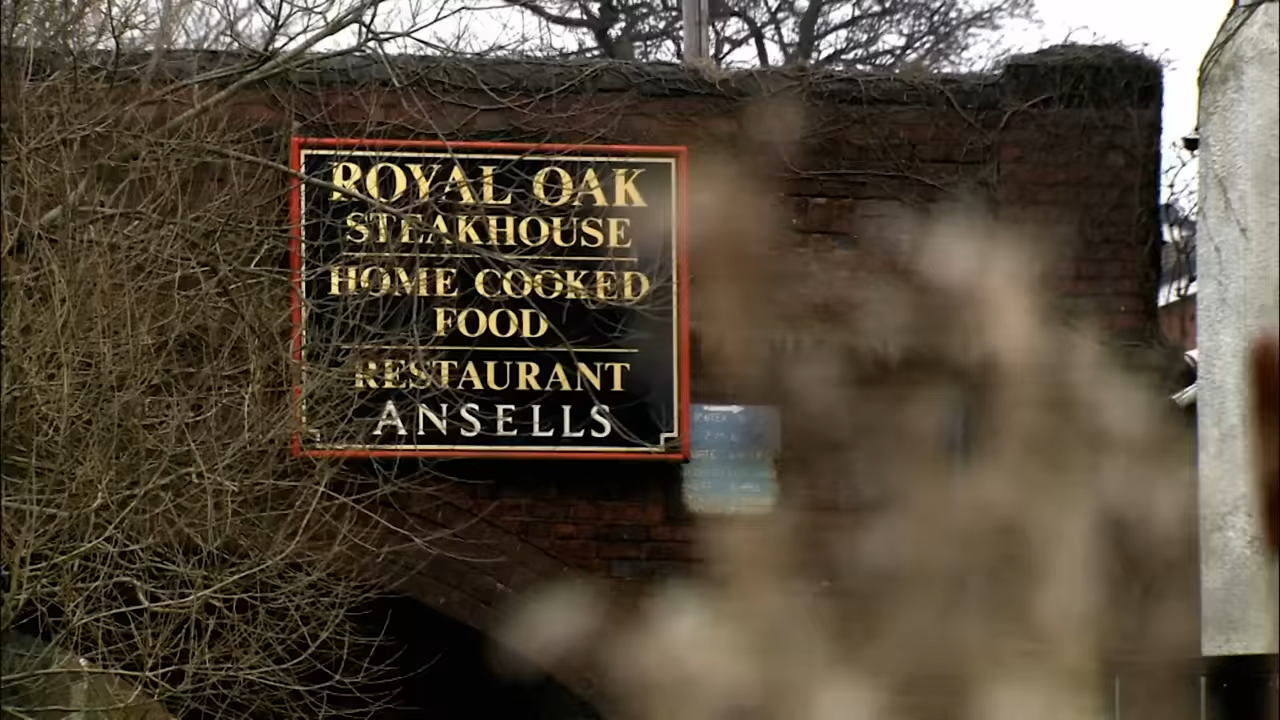 ROYAL OAK
STEAKHOUSE
HOME COOKED
FOOD
RESTAURANT
ANSELLS